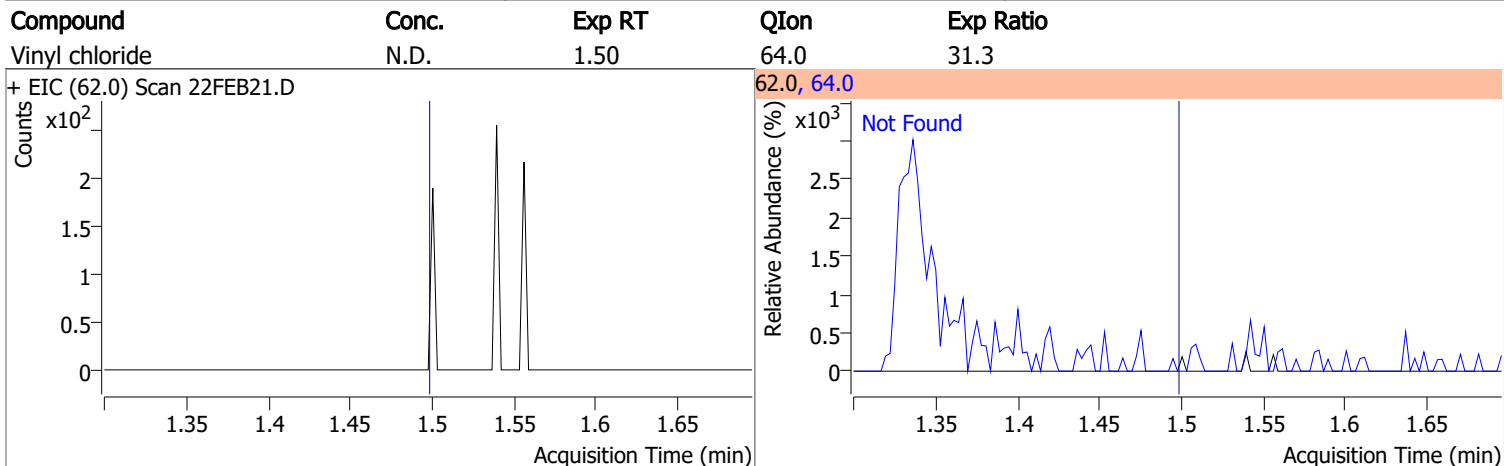 Compound Conc. Exp RT QIon Exp Ratio
Vinyl chloride N.D. 1.50 64.0 31.3
+ EIC (62.0) Scan 22FEB21.D
Counts
x10²
2
1.5
1
0.5
0
1.35 1.4 1.45 1.5 1.55 1.6 1.65
Acquisition Time (min)
62.0, 64.0
Relative Abundance (%)
x10³
Not Found
2.5
2
1.5
1
0.5
0
1.35 1.4 1.45 1.5 1.55 1.6 1.65
Acquisition Time (min)